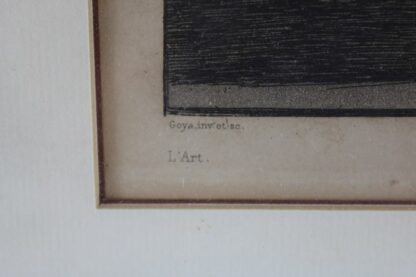 Goya inv. et sc.
L'Art.